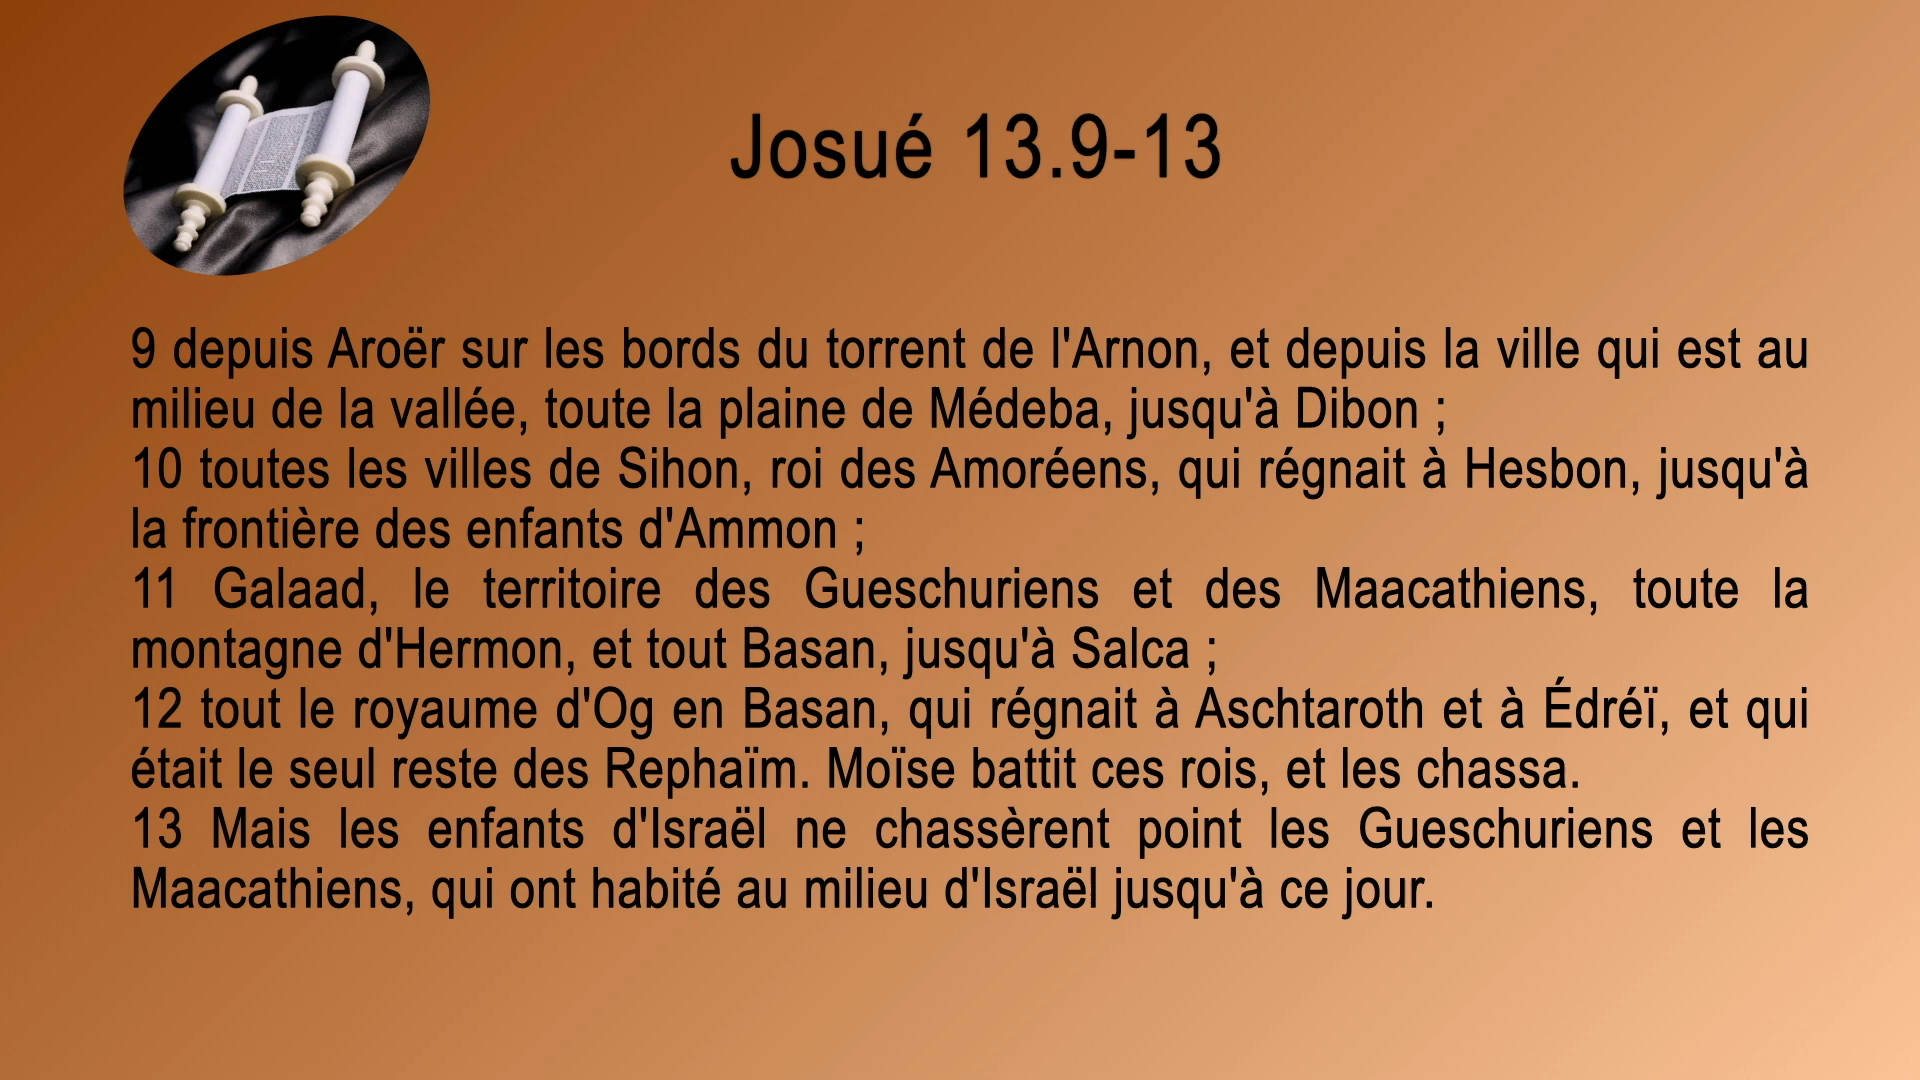 Josué 13.9-13
9 depuis Aroër sur les bords du torrent de l'Arnon, et depuis la ville qui est au
milieu de la vallée, toute la plaine de Médeba, jusqu'à Dibon ;
10 toutes les villes de Sihon, roi des Amoréens, qui régnait à Hesbon, jusqu'à
la frontière des enfants d'Ammon ;
11 Galaad, le territoire des Gueschuriens et des Maacathiens, toute la
montagne d'Hermon, et tout Basan, jusqu'à Salca ;
12 tout le royaume d'Og en Basan, qui régnait à Aschtaroth et à Édréï, et qui
était le seul reste des Rephaïm. Moïse battit ces rois, et les chassa.
13 Mais les enfants d'Israël ne chassèrent point les Gueschuriens et les
Maacathiens, qui ont habité au milieu d'Israël jusqu'à ce jour.